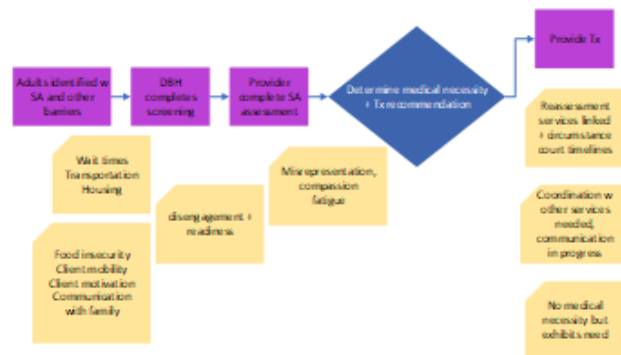 Provide Tx
Adults identified w
SA and other
barriers
DBH
completes
screening
Provider
complete SA
assessment
Determine medical necessity
+ Tx recommendation
Wait times
Transportation
Housing
Food insecurity
Client mobility
Client motivation
Communication
with family
disengagement +
readiness
Misrepresentation,
compassion
fatigue
Reassessment
services linked
+ circumstance
court timelines
Coordination w
other services
needed,
communication
in progress
No medical
necessity but
exhibits need